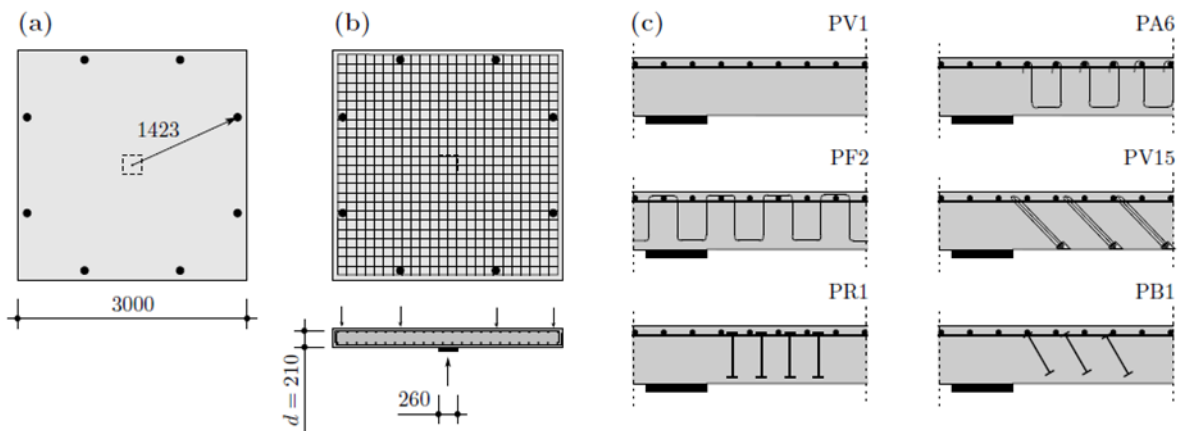 (a)
1423
3000
(b)
d = 210
260
(c)
PV1
PA6
PF2
PV15
PR1
PB1